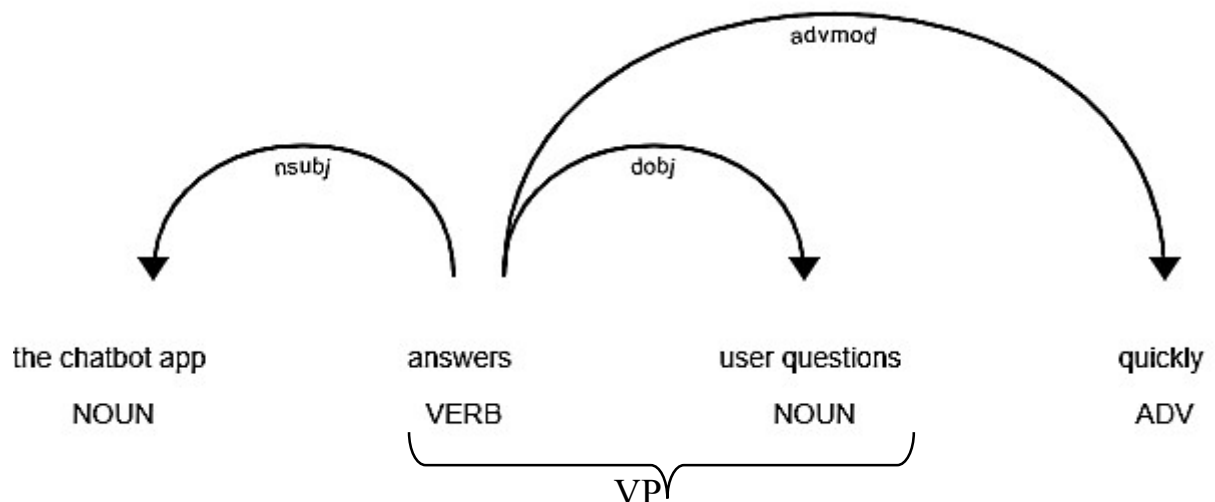 advmod
nsubj dobj
the chatbot app answers user questions quickly
NOUN VERB NOUN ADV
VP